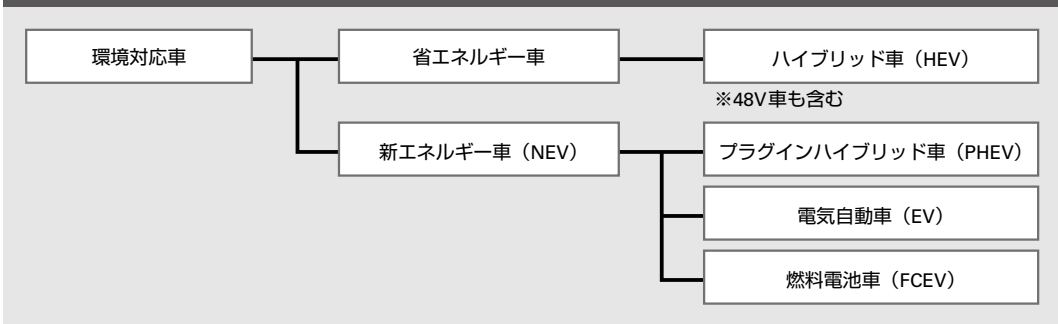 環境対応車
省エネルギー車
ハイブリッド車（HEV）
※48V車も含む
新エネルギー車（NEV）
プラグインハイブリッド車（PHEV）
電気自動車（EV）
燃料電池車（FCEV）